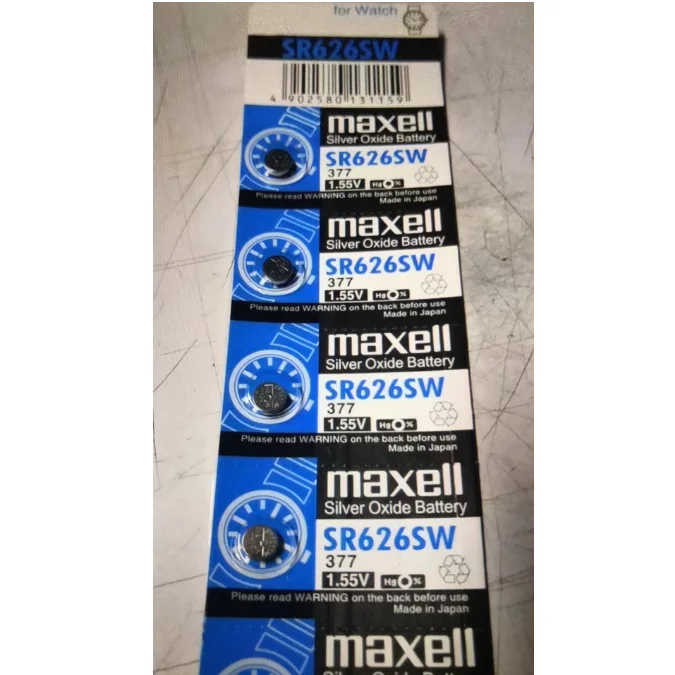 for Watch
SR626SW
4 902580 131159
maxell
Silver Oxide Battery
SR626SW
377
1.55V Hg0%
Please read WARNING on the back before use
Made in Japan
maxell
Silver Oxide Battery
SR626SW
377
1.55V Hg0%
Please read WARNING on the back before use
Made in Japan
maxell
Silver Oxide Battery
SR626SW
377
1.55V Hg0%
Please read WARNING on the back before use
Made in Japan
maxell
Silver Oxide Battery
SR626SW
377
1.55V Hg0%
Please read WARNING on the back before use
Made in Japan
maxell